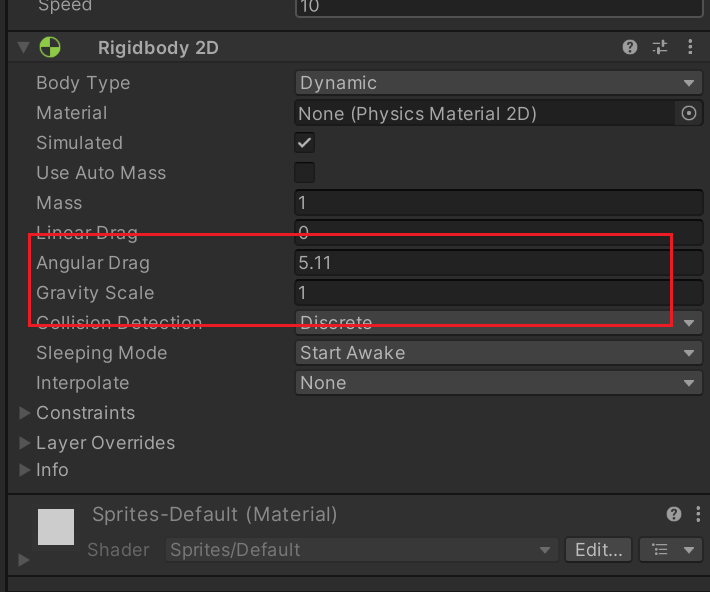 Speed 10
Rigidbody 2D
Body Type Dynamic
Material None (Physics Material 2D)
Simulated
Use Auto Mass
Mass 1
Linear Drag 0
Angular Drag 5.11
Gravity Scale 1
Collision Detection Discrete
Sleeping Mode Start Awake
Interpolate None
Constraints
Layer Overrides
Info
Sprites-Default (Material)
Shader Sprites/Default Edit...